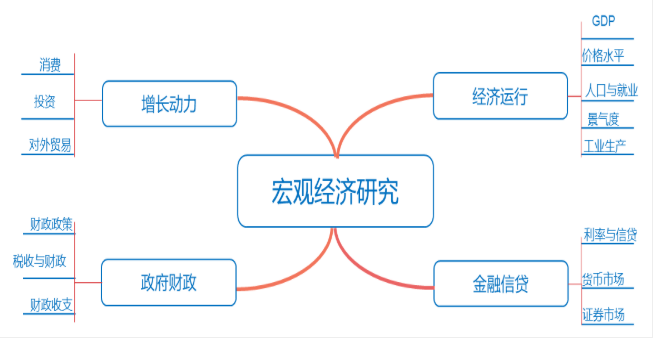 宏观经济研究
增长动力
消费
投资
对外贸易
经济运行
GDP
价格水平
人口与就业
景气度
工业生产
政府财政
财政政策
税收与财政
财政收支
金融信贷
利率与信贷
货币市场
证券市场